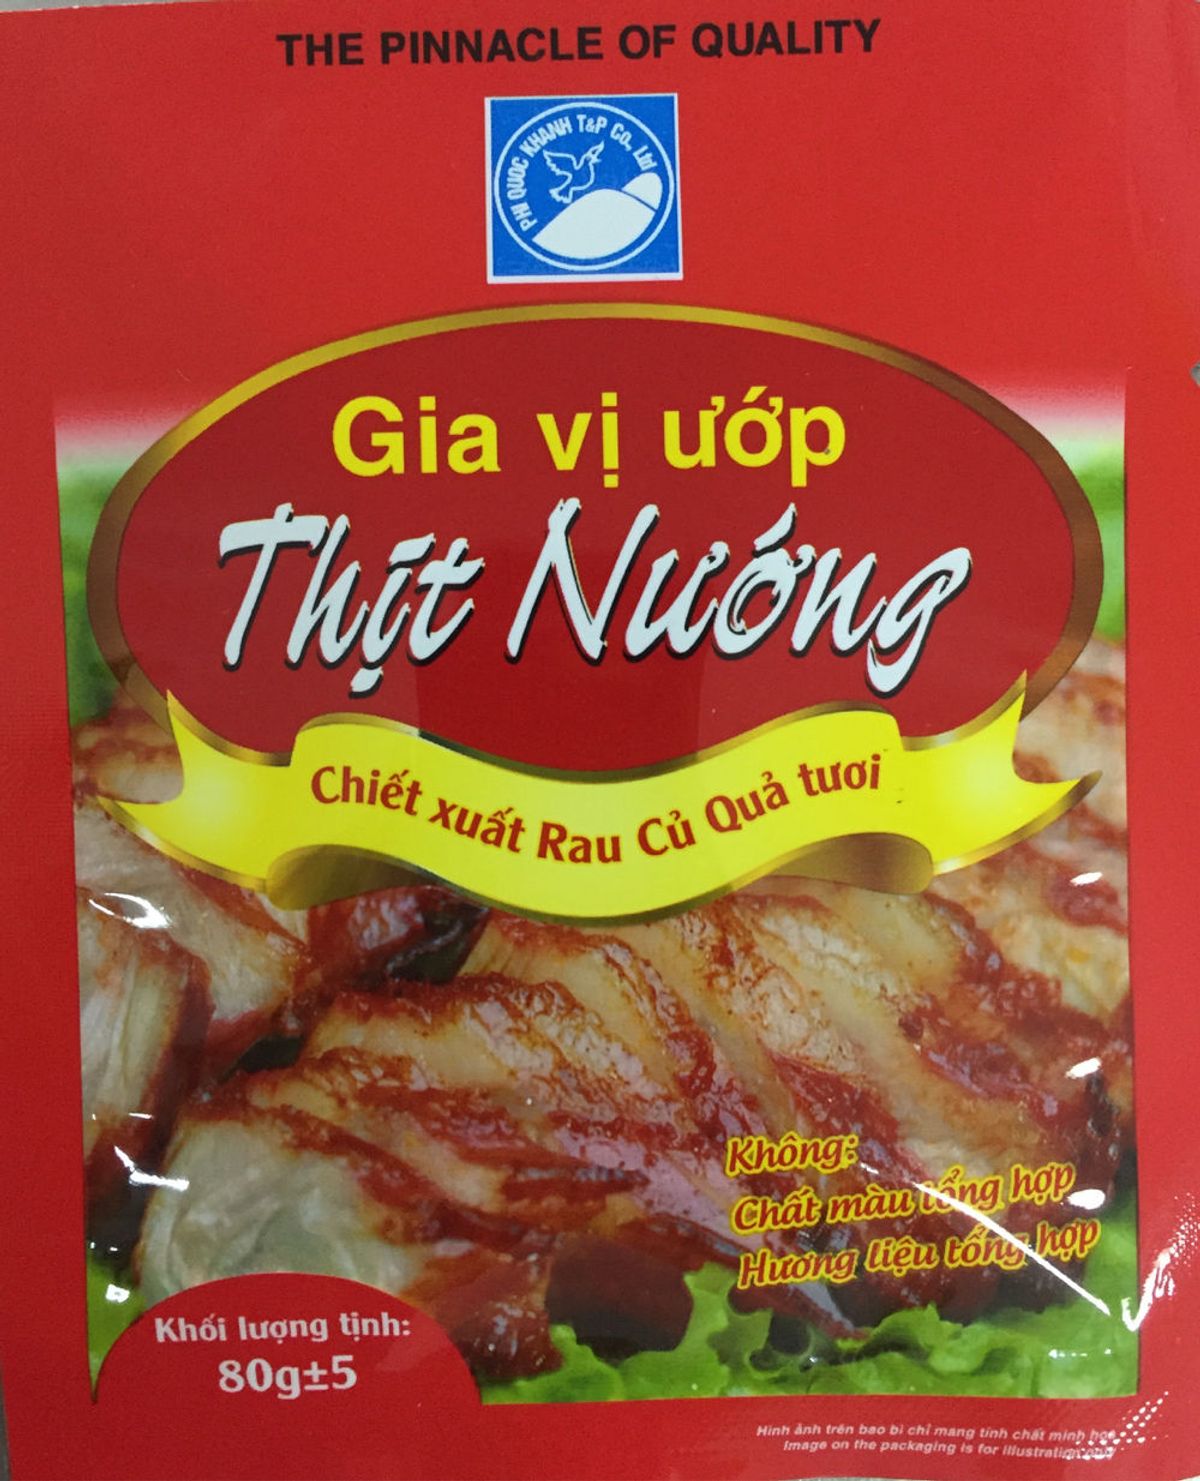 THE PINNACLE OF QUALITY
PHI QUOC KHANH T&P CO., Ltd
Gia vị ướp
Thịt Nướng
Chiết xuất Rau Củ Quả tươi
Không:
Chất màu tổng hợp
Hương liệu tổng hợp
Khối lượng tịnh:
80g±5
Hình ảnh trên bao bì chỉ mang tính chất minh họa
Image on the packaging is for illustration only